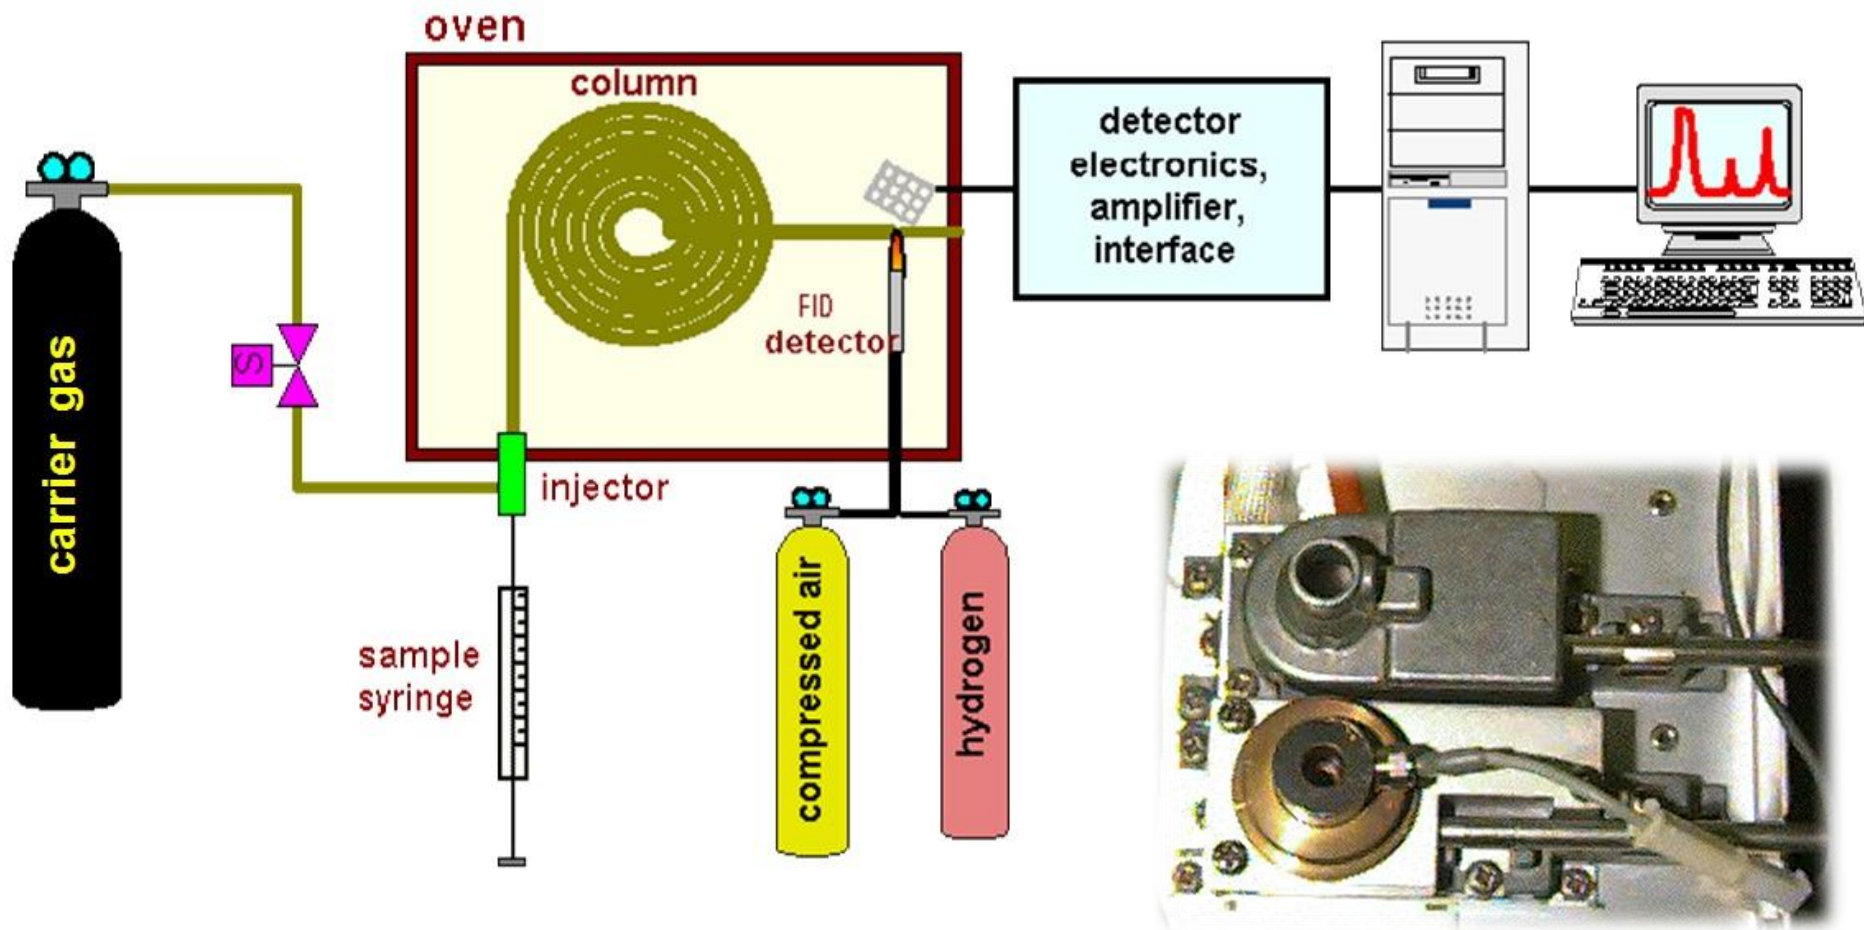 oven
column
detector
electronics,
amplifier,
interface
FID
detector
S
carrier gas
injector
sample
syringe
compressed air
hydrogen